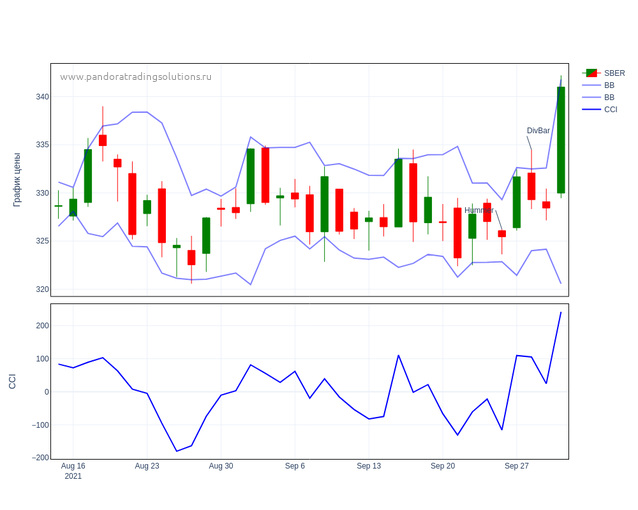 www.pandoratradingsolutions.ru
SBER
BB
BB
CCI
График цены
340
335
330
325
320
DivBar
Hummer
CCI
200
100
0
−100
−200
Aug 16
2021
Aug 23
Aug 30
Sep 6
Sep 13
Sep 20
Sep 27